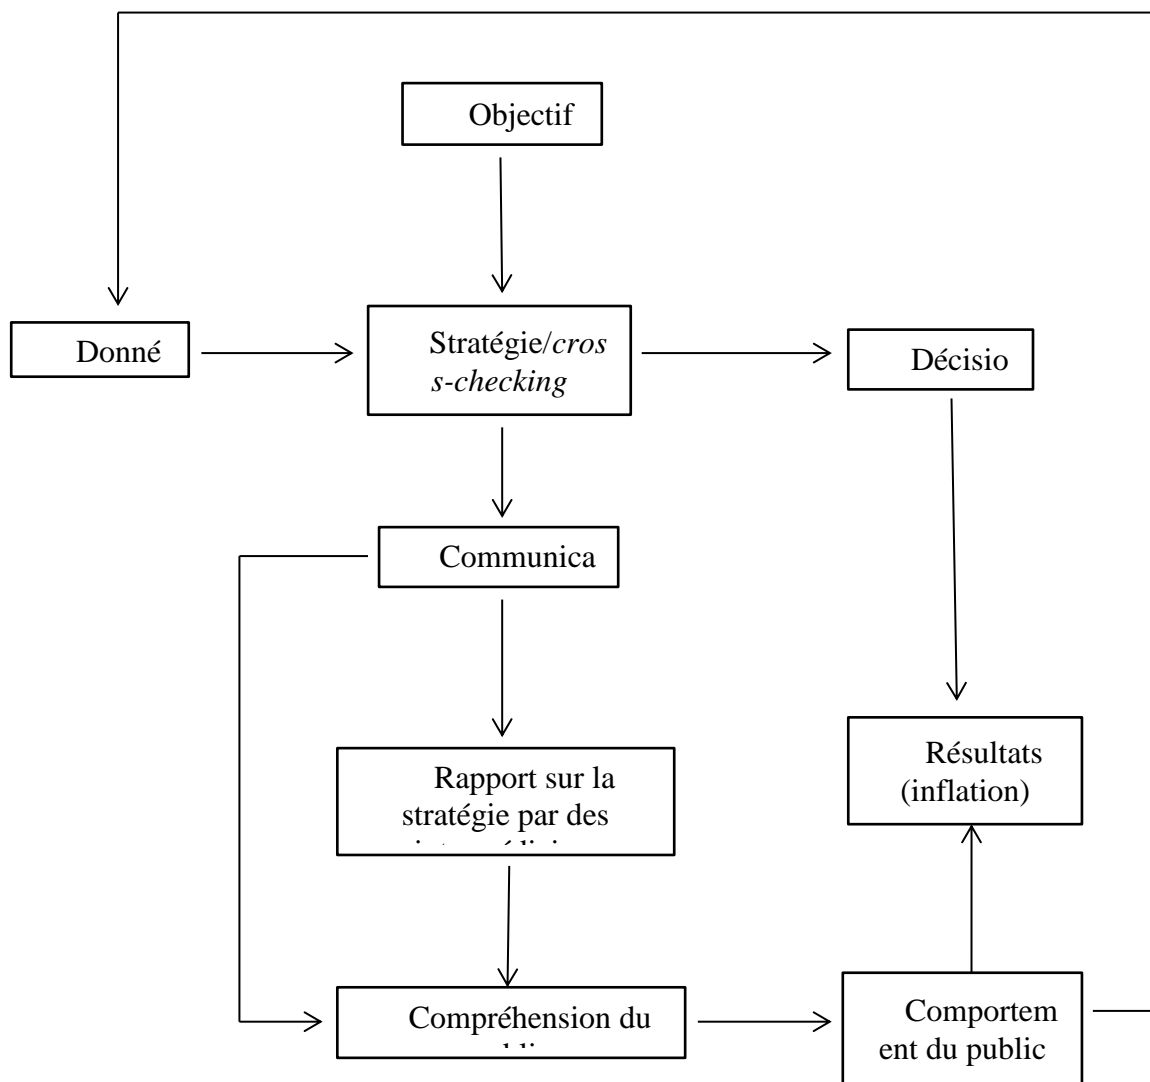 Objectif
Donné
Stratégie/cros
s-checking
Décisio
Communica
Rapport sur la
stratégie par des
Résultats
(inflation)
Compréhension du
Comportem
ent du public